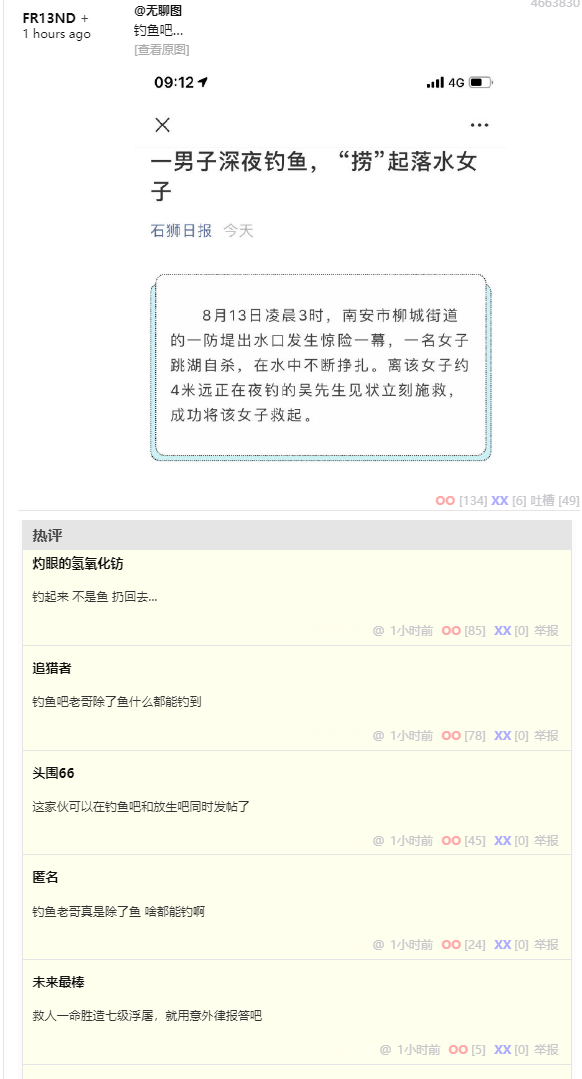 4663830
FR13ND +
1 hours ago
@无聊图
钓鱼吧...
[查看原图]
09:12
4G
一男子深夜钓鱼，“捞”起落水女
子
石狮日报 今天
8月13日凌晨3时，南安市柳城街道
的一防堤出水口发生惊险一幕，一名女子
跳湖自杀，在水中不断挣扎。离该女子约
4米远正在夜钓的吴先生见状立刻施救，
成功将该女子救起。
OO [134] XX [6] 吐槽 [49]
热评
灼眼的氢氧化钫
钓起来 不是鱼 扔回去...
@ 1小时前 OO [85] XX [0] 举报
追猎者
钓鱼吧老哥除了鱼什么都能钓到
@ 1小时前 OO [78] XX [0] 举报
头围66
这家伙可以在钓鱼吧和放生吧同时发帖了
@ 1小时前 OO [45] XX [0] 举报
匿名
钓鱼老哥真是除了鱼 啥都能钓啊
@ 1小时前 OO [24] XX [0] 举报
未来最棒
救人一命胜造七级浮屠，就用意外律报答吧
@ 1小时前 OO [5] XX [0] 举报